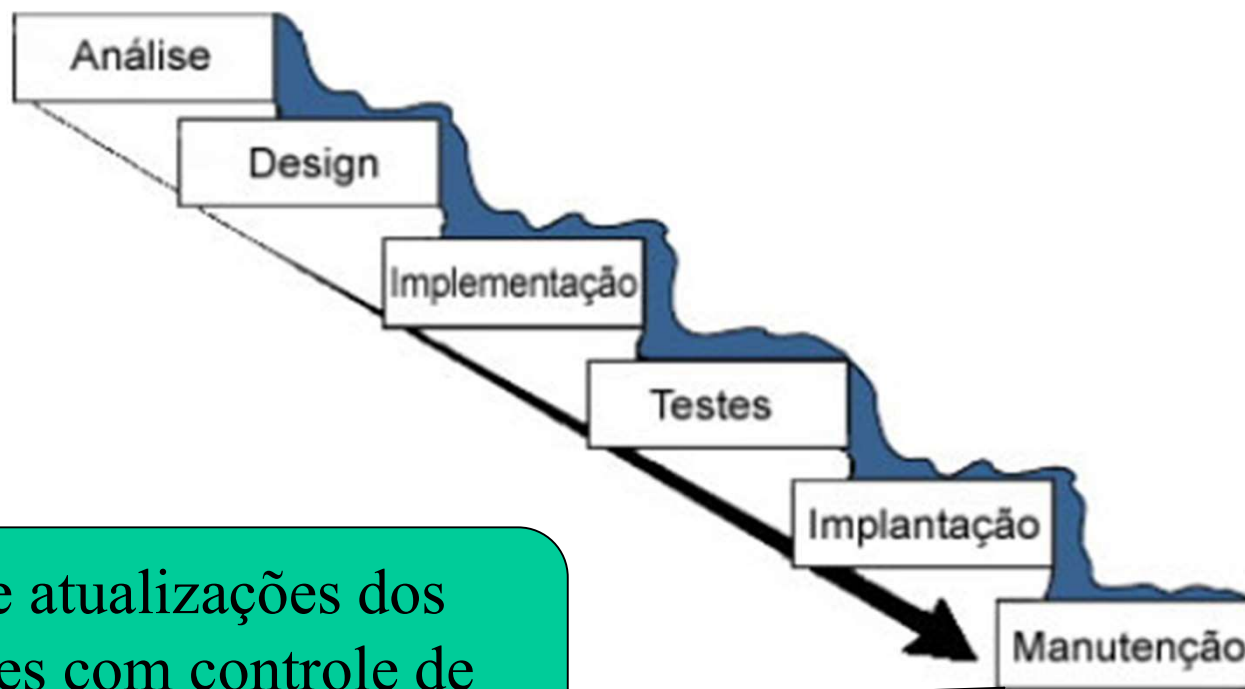 Análise
Design
Implementação
Testes
Implantação
Manutenção
e atualizações dos
es com controle de